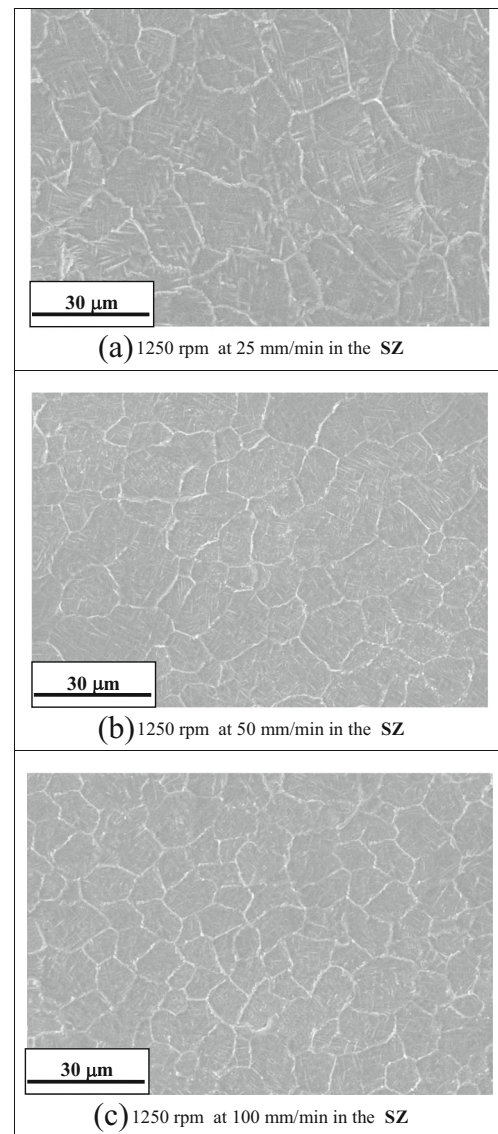 30 µm
(a) 1250 rpm at 25 mm/min in the SZ
30 µm
(b) 1250 rpm at 50 mm/min in the SZ
30 µm
(c) 1250 rpm at 100 mm/min in the SZ